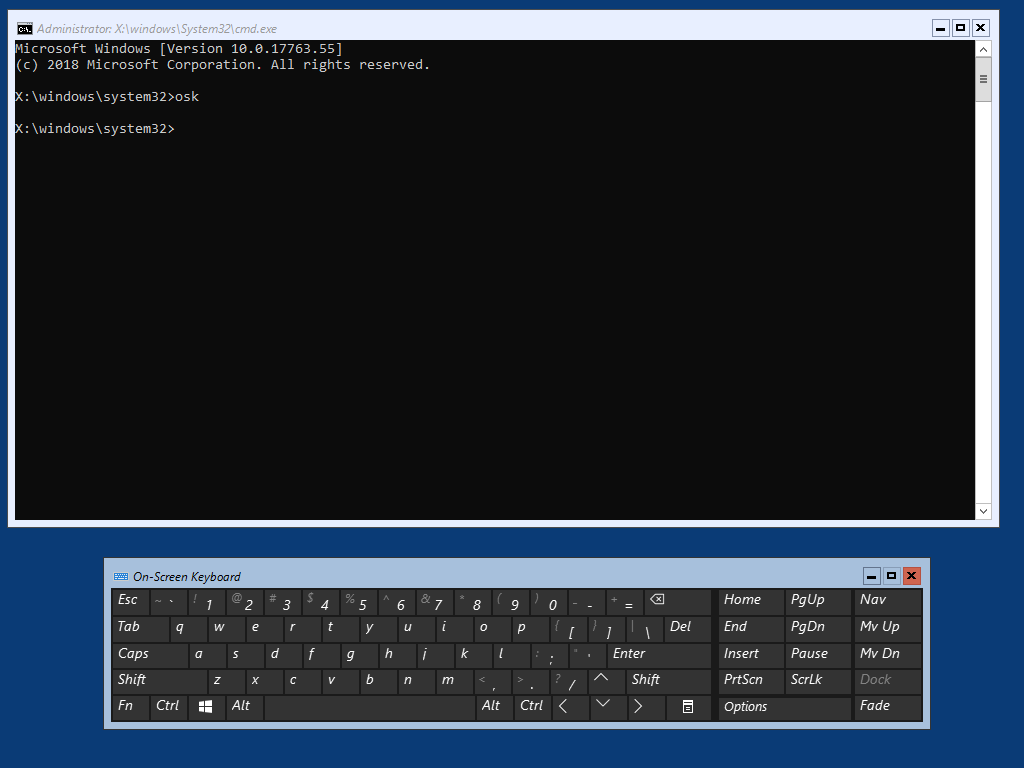 Administrator: X:\windows\System32\cmd.exe
Microsoft Windows [Version 10.0.17763.55]
(c) 2018 Microsoft Corporation. All rights reserved.
X:\windows\system32>osk
X:\windows\system32>
On-Screen Keyboard
Esc ~ ` ! 1 @ 2 # 3 $ 4 % 5 ^ 6 & 7 * 8 ( 9 ) 0 _ - + = Home PgUp Nav
Tab q w e r t y u i o p { [ } ] | \ Del End PgDn Mv Up
Caps a s d f g h j k l : ; " ' Enter Insert Pause Mv Dn
Shift z x c v b n m < , > . ? / Shift PrtScn ScrLk Dock
Fn Ctrl Alt Alt Ctrl Options Fade